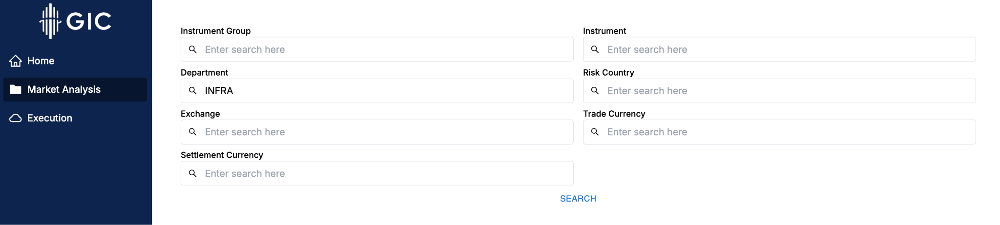 GIC
Home
Market Analysis
Execution
Instrument Group
Enter search here
Instrument
Enter search here
Department
INFRA
Risk Country
Enter search here
Exchange
Enter search here
Trade Currency
Enter search here
Settlement Currency
Enter search here
SEARCH